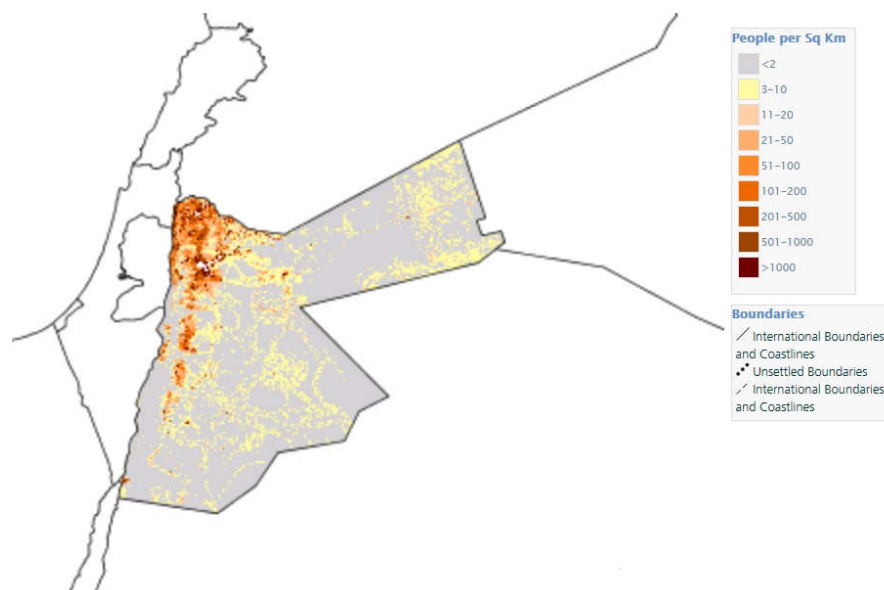 People per Sq Km
<2
3-10
11-20
21-50
51-100
101-200
201-500
501-1000
>1000
Boundaries
International Boundaries
and Coastlines
Unsettled Boundaries
International Boundaries
and Coastlines